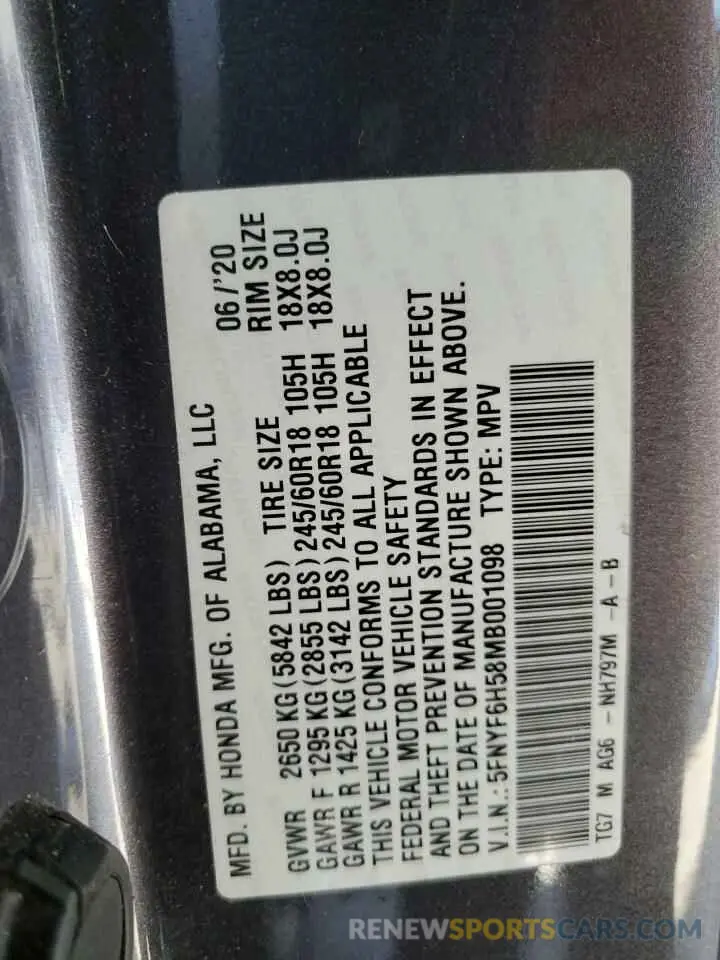 MFD. BY HONDA MFG. OF ALABAMA, LLC 06/'20
GVWR 2650 KG (5842 LBS) TIRE SIZE RIM SIZE
GAWR F 1295 KG (2855 LBS) 245/60R18 105H 18X8.0J
GAWR R 1425 KG (3142 LBS) 245/60R18 105H 18X8.0J
THIS VEHICLE CONFORMS TO ALL APPLICABLE
FEDERAL MOTOR VEHICLE SAFETY
AND THEFT PREVENTION STANDARDS IN EFFECT
ON THE DATE OF MANUFACTURE SHOWN ABOVE.
V.I.N.: 5FNYF6H58MB001098 TYPE: MPV
TG7 M AG6 - NH797M -A-B
RENEWSPORTSCARS.COM